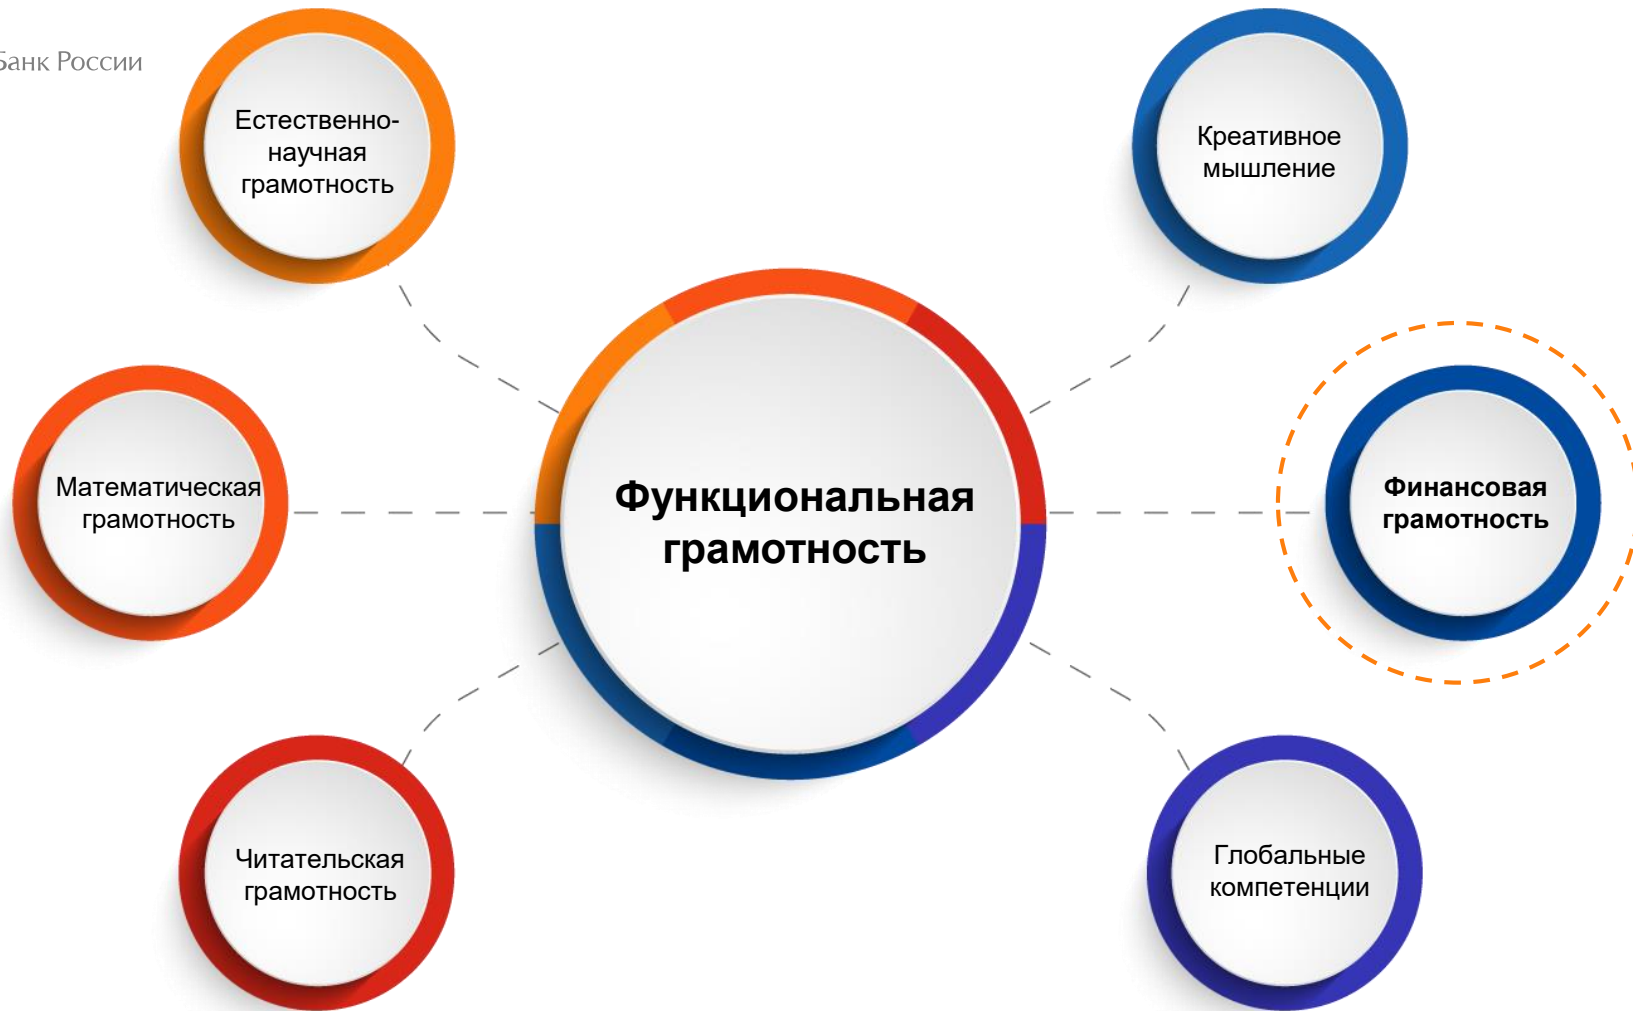 Банк России
Естественно-
научная
грамотность
Креативное
мышление
Математическая
грамотность
Функциональная
грамотность
Финансовая
грамотность
Читательская
грамотность
Глобальные
компетенции